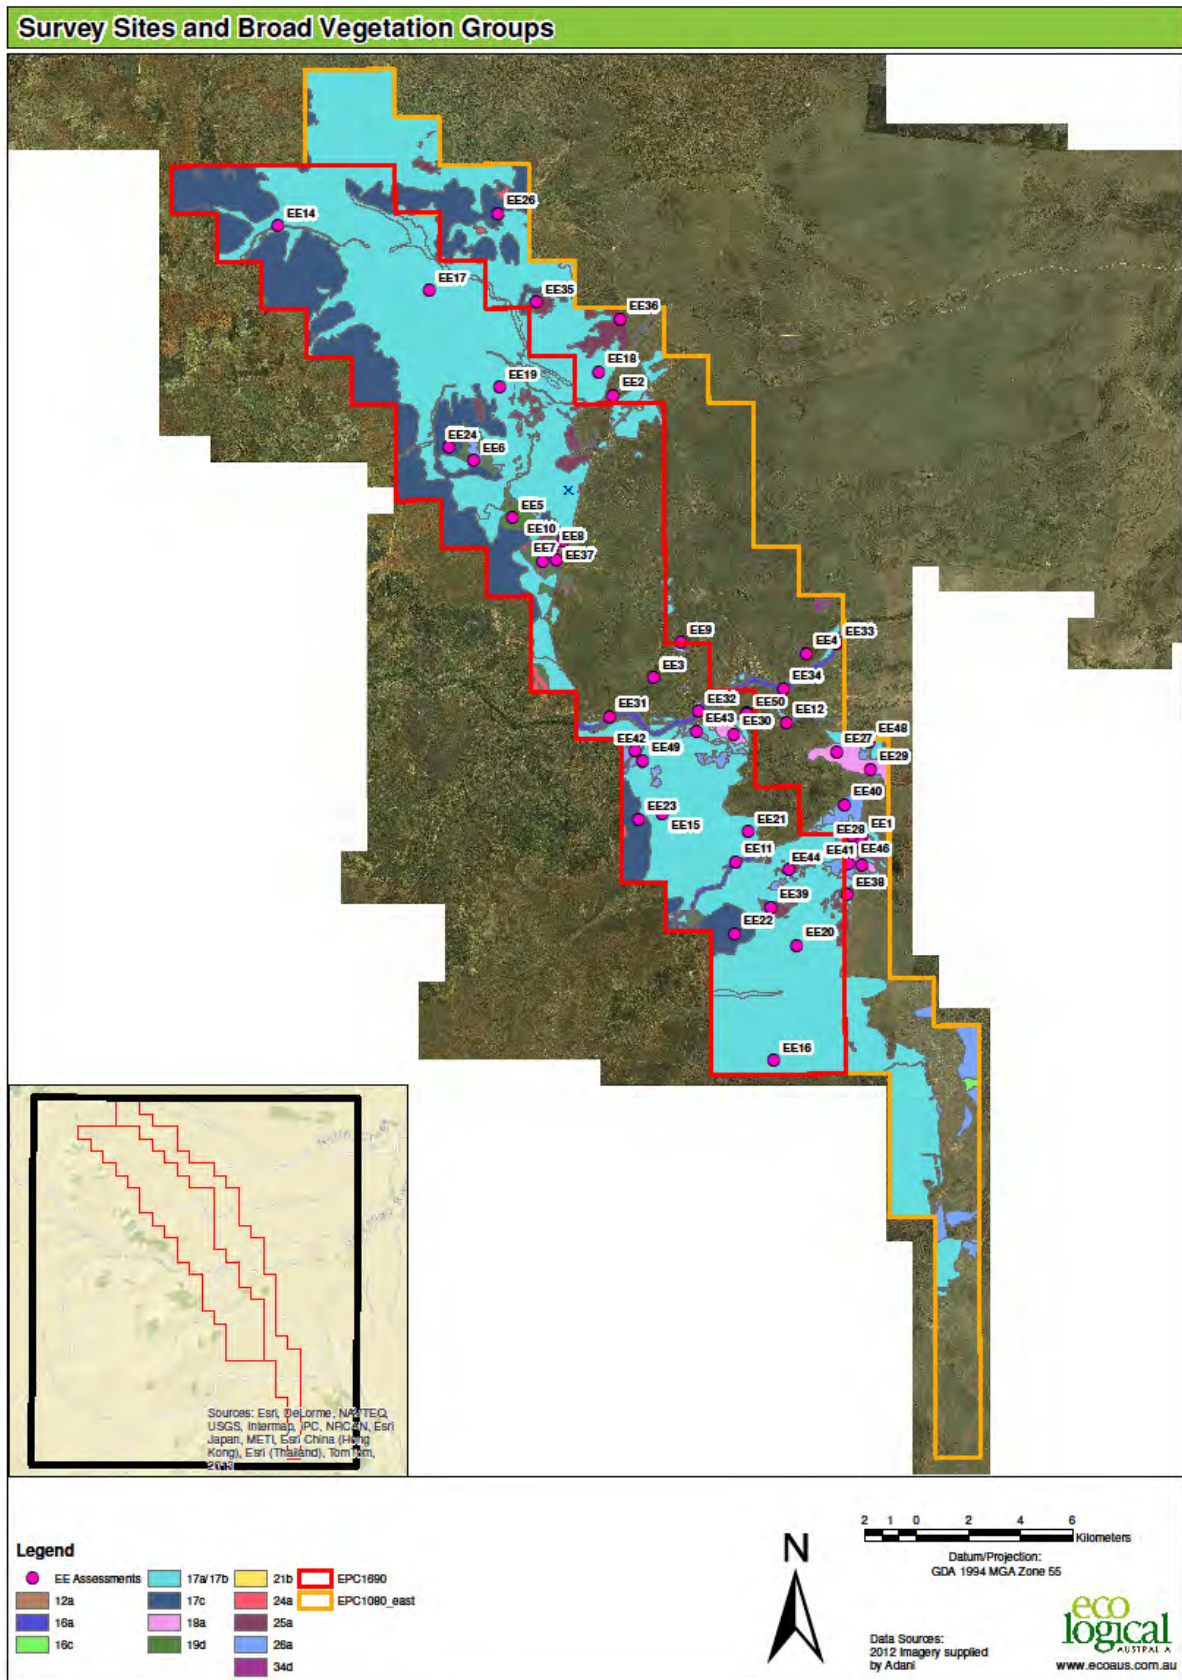 Survey Sites and Broad Vegetation Groups
EE26
EE14
EE17
EE35
EE36
EE18
EE19
EE2
EE24
EE6
EE5
EE10
EE8
EE7
EE37
EE9
EE33
EE4
EE3
EE34
EE31
EE32
EE50
EE12
EE43
EE30
EE42
EE49
EE27
EE48
EE29
EE40
EE23
EE15
EE21
EE28
EE1
EE11
EE44
EE41
EE46
EE38
EE39
EE22
EE20
EE16
Sources: Esri, DeLorme, NAVTEQ,
USGS, Intermap, iPC, NRCAN, Esri
Japan, METI, Esri China (Hong
Kong), Esri (Thailand), TomTom,
2013
Legend
EE Assessments
12a
16a
16c
17a/17b
17c
18a
19d
21b
24a
25a
26a
34d
EPC1690
EPC1080_east
N
2 1 0 2 4 6
Kilometers
Datum/Projection:
GDA 1994 MGA Zone 55
Data Sources:
2012 Imagery supplied
by Adani
eco
logical
AUSTRALIA
www.ecoaus.com.au